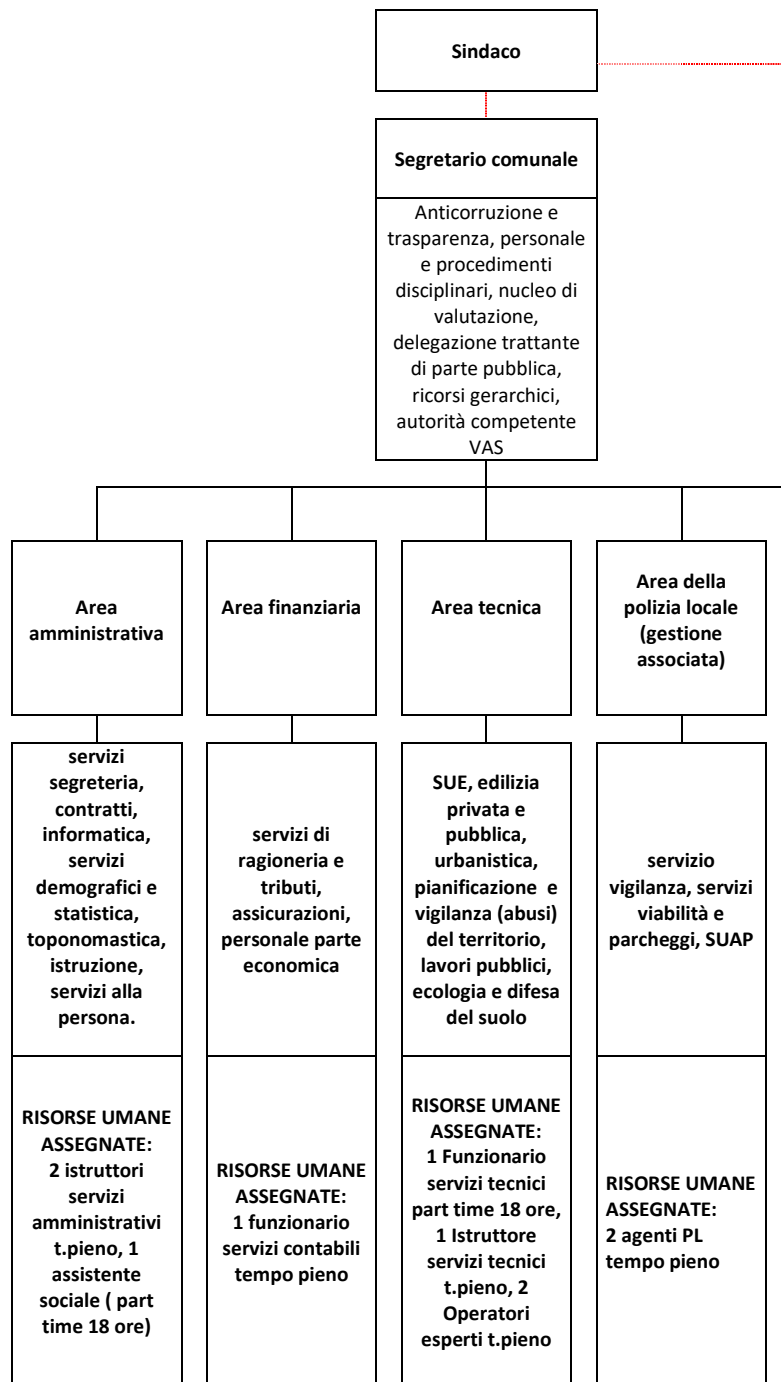 Sindaco
Segretario comunale
Anticorruzione e
trasparenza, personale
e procedimenti
disciplinari, nucleo di
valutazione,
delegazione trattante
di parte pubblica,
ricorsi gerarchici,
autorità competente
VAS
Area
amministrativa
Area finanziaria
Area tecnica
Area della
polizia locale
(gestione
associata)
servizi
segreteria,
contratti,
informatica,
servizi
demografici e
statistica,
toponomastica,
istruzione,
servizi alla
persona.
servizi di
ragioneria e
tributi,
assicurazioni,
personale parte
economica
SUE, edilizia
privata e
pubblica,
urbanistica,
pianificazione e
vigilanza (abusi)
del territorio,
lavori pubblici,
ecologia e difesa
del suolo
servizio
vigilanza, servizi
viabilità e
parcheggi, SUAP
RISORSE UMANE
ASSEGNATE:
2 istruttori
servizi
amministrativi
t.pieno, 1
assistente
sociale ( part
time 18 ore)
RISORSE UMANE
ASSEGNATE:
1 funzionario
servizi contabili
tempo pieno
RISORSE UMANE
ASSEGNATE:
1 Funzionario
servizi tecnici
part time 18 ore,
1 Istruttore
servizi tecnici
t.pieno, 2
Operatori
esperti t.pieno
RISORSE UMANE
ASSEGNATE:
2 agenti PL
tempo pieno